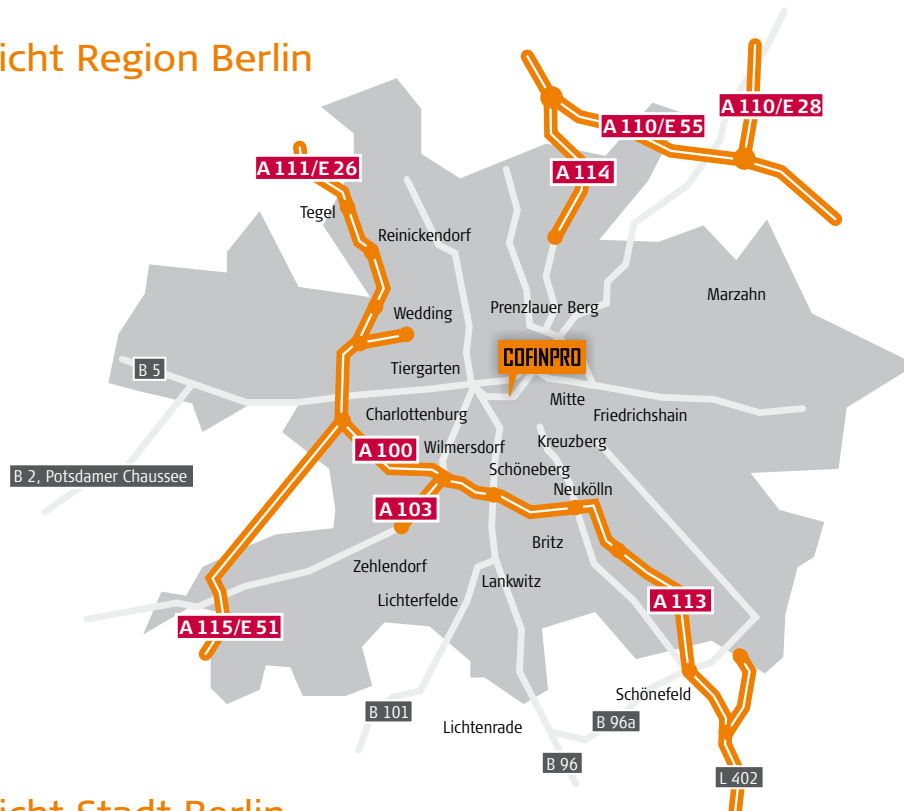 icht Region Berlin
A 110/E 28
A 110/E 55
A 111/E 26
A 114
Tegel
Reinickendorf
Marzahn
Prenzlauer Berg
Wedding
COFINPRO
B 5
Tiergarten
Mitte
Charlottenburg
Friedrichshain
Kreuzberg
A 100
Wilmersdorf
Schöneberg
B 2, Potsdamer Chaussee
Neukölln
A 103
Britz
Zehlendorf
Lankwitz
Lichterfelde
A 113
A 115/E 51
Schönefeld
B 101
B 96a
Lichtenrade
B 96
L 402
icht Stadt Berlin